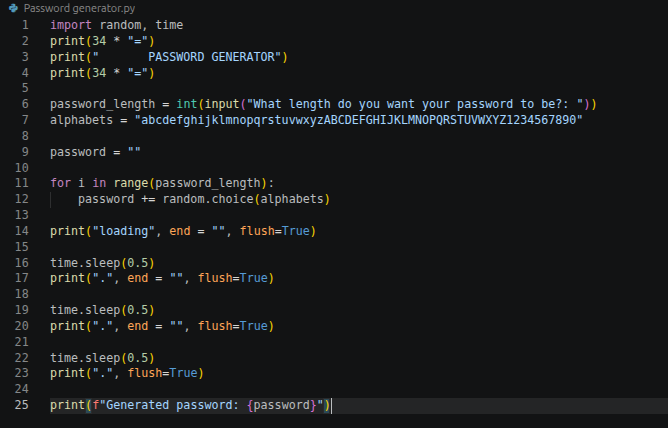 Password generator.py
1 import random, time
2 print(34 * "=")
3 print("       PASSWORD GENERATOR")
4 print(34 * "=")
5
6 password_length = int(input("What length do you want your password to be?: "))
7 alphabets = "abcdefghijklmnopqrstuvwxyzABCDEFGHIJKLMNOPQRSTUVWXYZ1234567890"
8
9 password = ""
10
11 for i in range(password_length):
12     password += random.choice(alphabets)
13
14 print("loading", end = "", flush=True)
15
16 time.sleep(0.5)
17 print(".", end = "", flush=True)
18
19 time.sleep(0.5)
20 print(".", end = "", flush=True)
21
22 time.sleep(0.5)
23 print(".", flush=True)
24
25 print(f"Generated password: {password}")